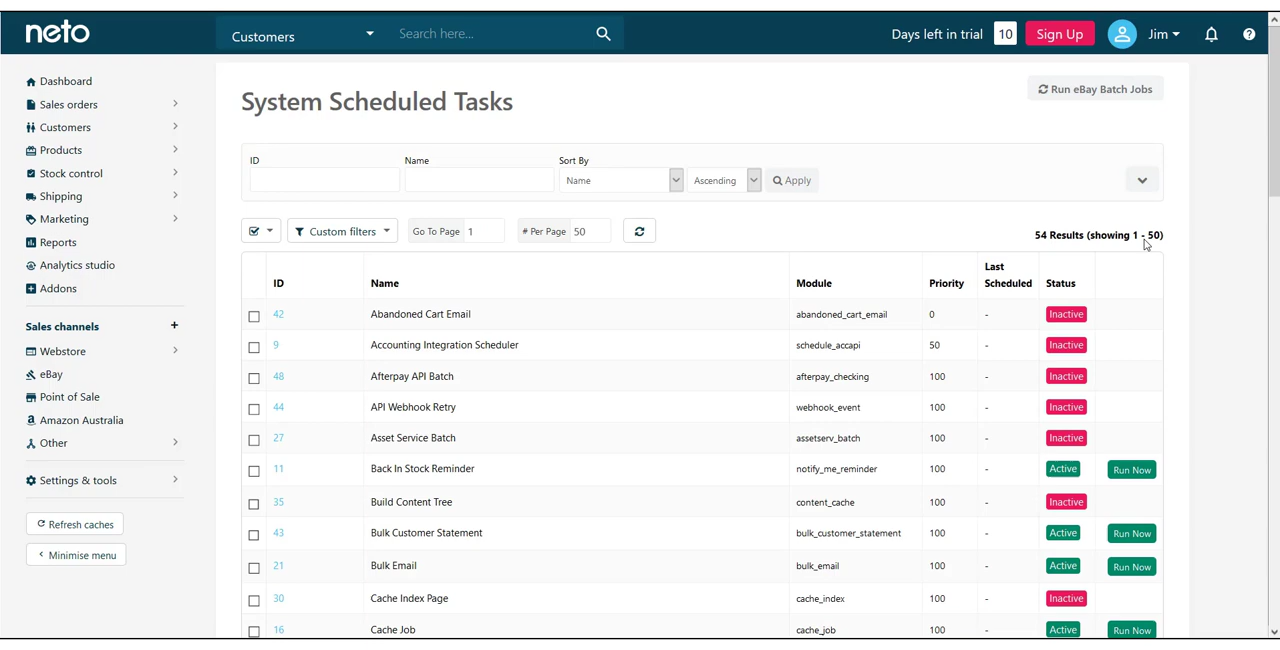 neto
Customers
Search here...
Days left in trial 10 Sign Up Jim
Dashboard
Sales orders
Customers
Products
Stock control
Shipping
Marketing
Reports
Analytics studio
Addons
Sales channels +
Webstore
eBay
Point of Sale
Amazon Australia
Other
Settings & tools
Refresh caches
Minimise menu
System Scheduled Tasks
Run eBay Batch Jobs
ID Name Sort By
Name Ascending Apply
Custom filters Go To Page 1 # Per Page 50
54 Results (showing 1 - 50)
ID Name Module Priority Last Scheduled Status
42 Abandoned Cart Email abandoned_cart_email 0 - Inactive
9 Accounting Integration Scheduler schedule_accapi 50 - Inactive
48 Afterpay API Batch afterpay_checking 100 - Inactive
44 API Webhook Retry webhook_event 100 - Inactive
27 Asset Service Batch assetserv_batch 100 - Inactive
11 Back In Stock Reminder notify_me_reminder 100 - Active Run Now
35 Build Content Tree content_cache 100 - Inactive
43 Bulk Customer Statement bulk_customer_statement 100 - Active Run Now
21 Bulk Email bulk_email 100 - Active Run Now
30 Cache Index Page cache_index 100 - Inactive
16 Cache Job cache_job 100 - Active Run Now